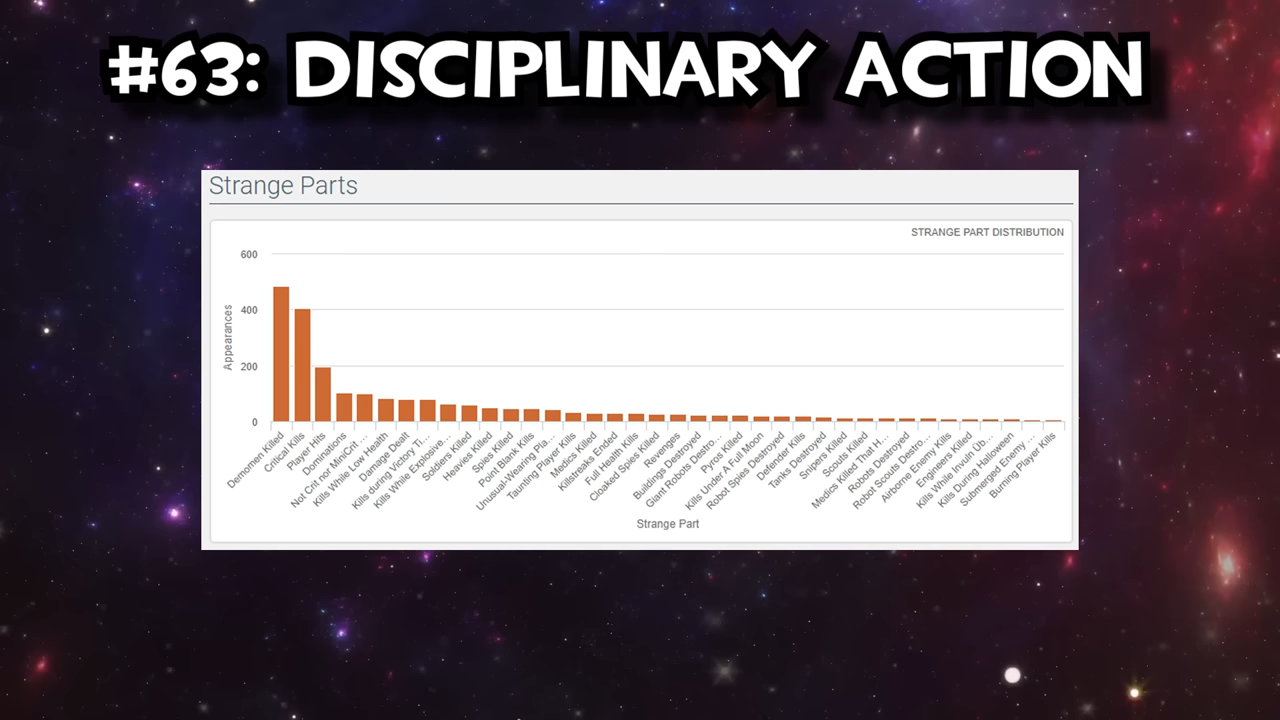 #63: DISCIPLINARY ACTION
Strange Parts
STRANGE PART DISTRIBUTION
600
400
200
0
Appearances
Demomen Killed
Critical Kills
Player Hits
Dominations
Not Crit nor MiniCrit ...
Kills While Low Health
Damage Dealt
Kills during Victory Ti...
Kills While Explosive...
Soldiers Killed
Heavies Killed
Spies Killed
Point Blank Kills
Unusual-Wearing Pla...
Taunting Player Kills
Medics Killed
Killstreaks Ended
Full Health Kills
Cloaked Spies Killed
Revenges
Buildings Destroyed
Giant Robots Destro...
Pyros Killed
Kills Under A Full Moon
Robot Spies Destroyed
Defender Kills
Tanks Destroyed
Snipers Killed
Scouts Killed
Medics Killed That H...
Robots Destroyed
Robot Scouts Destro...
Airborne Enemy Kills
Engineers Killed
Kills While Invuln Üb...
Kills During Halloween
Submerged Enemy ...
Burning Player Kills
Strange Part